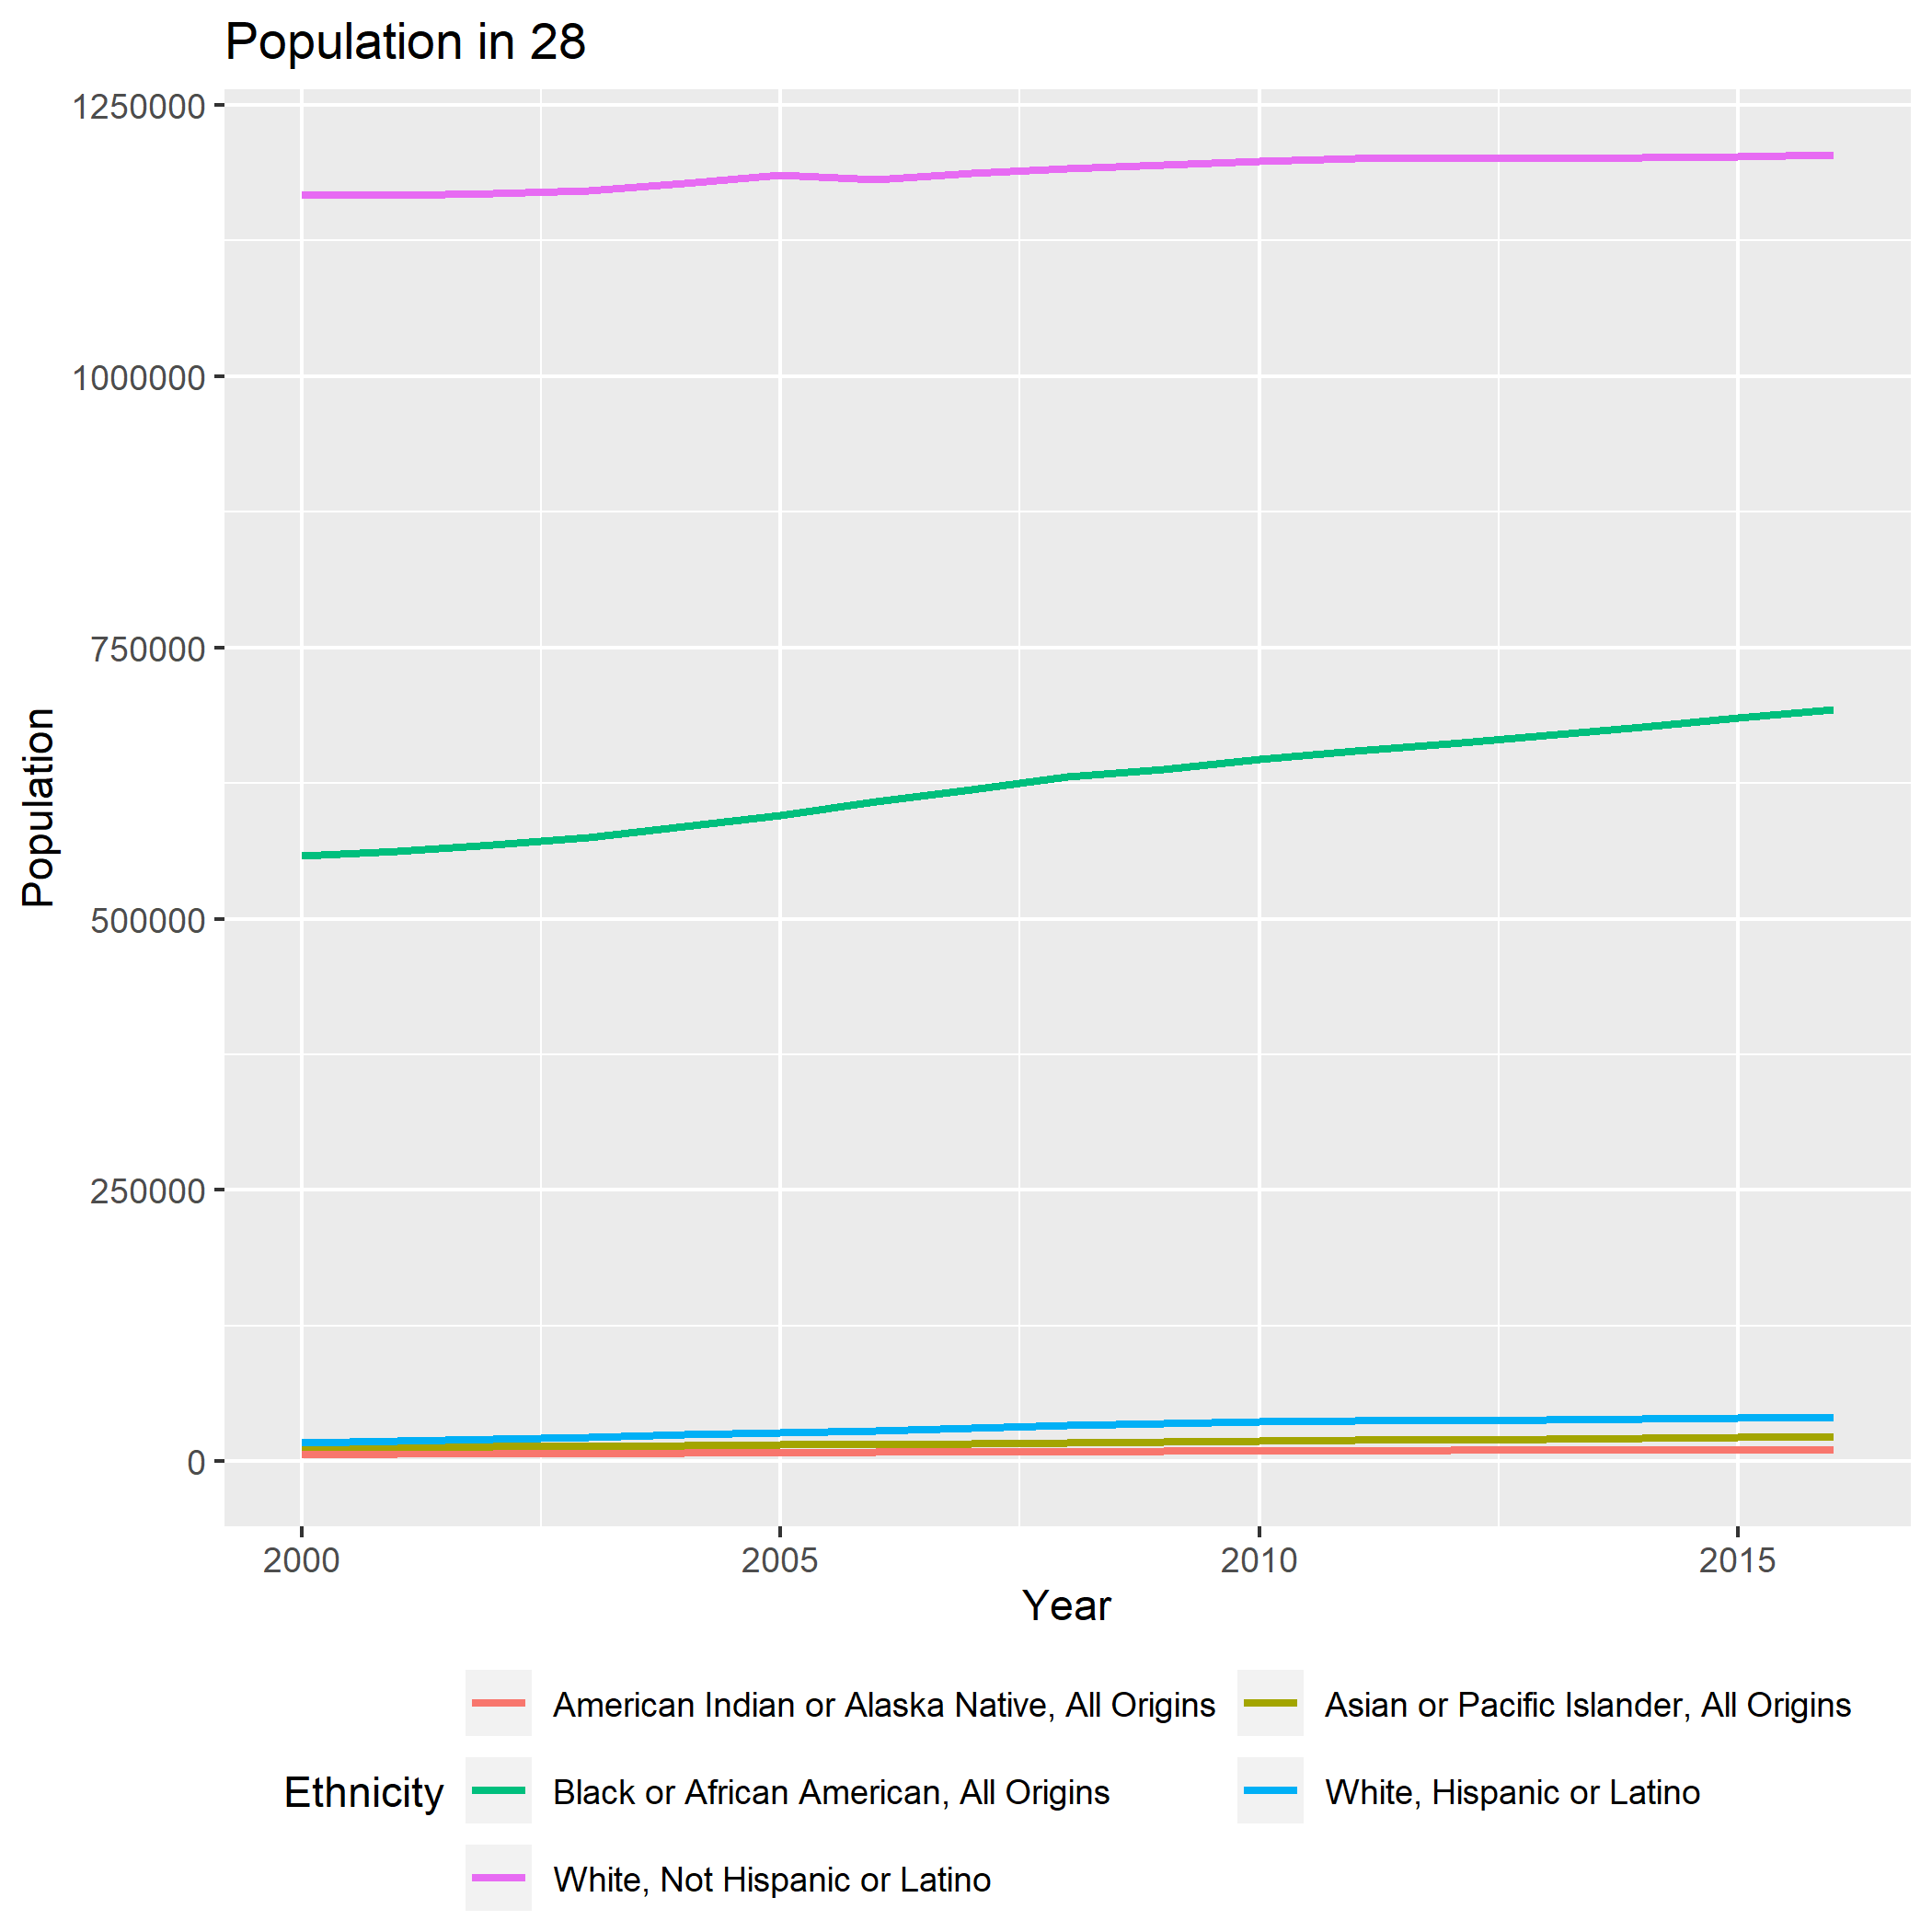 Population in 28
1250000
1000000
750000
500000
250000
0
Population
2000 2005 2010 2015
Year
Ethnicity
American Indian or Alaska Native, All Origins
Asian or Pacific Islander, All Origins
Black or African American, All Origins
White, Hispanic or Latino
White, Not Hispanic or Latino